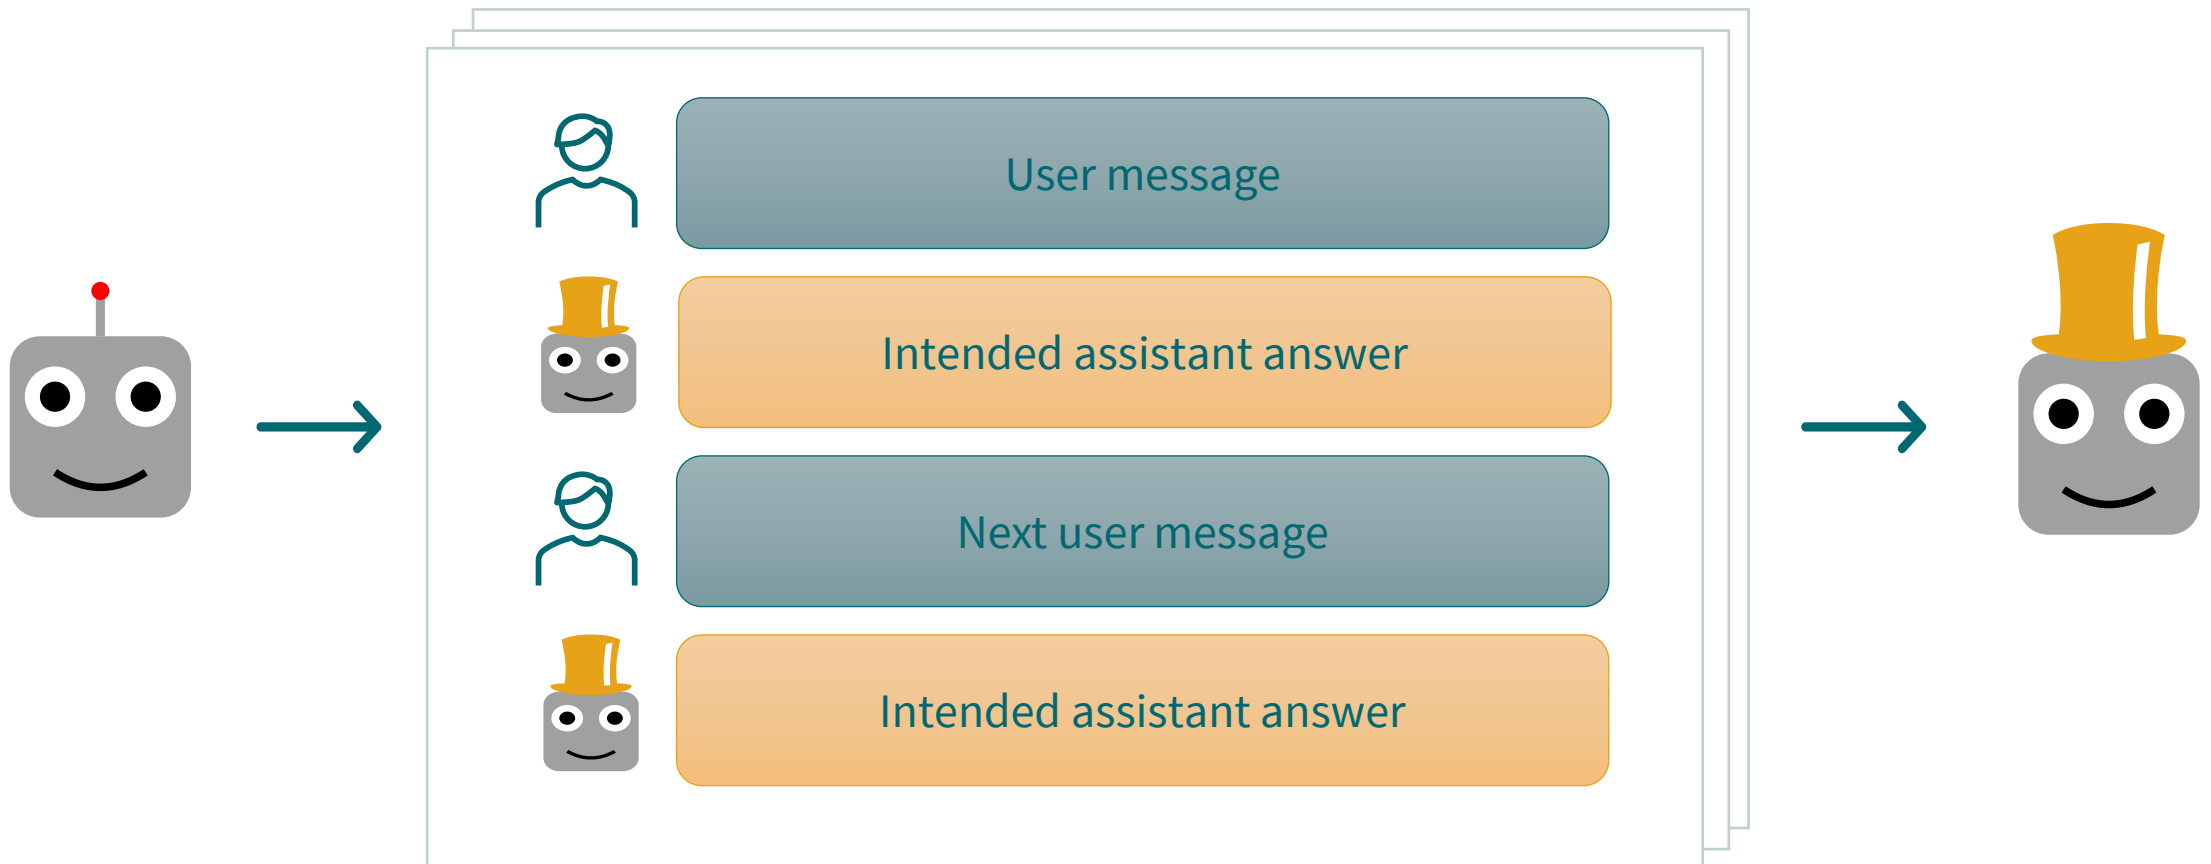 User message
Intended assistant answer
Next user message
Intended assistant answer